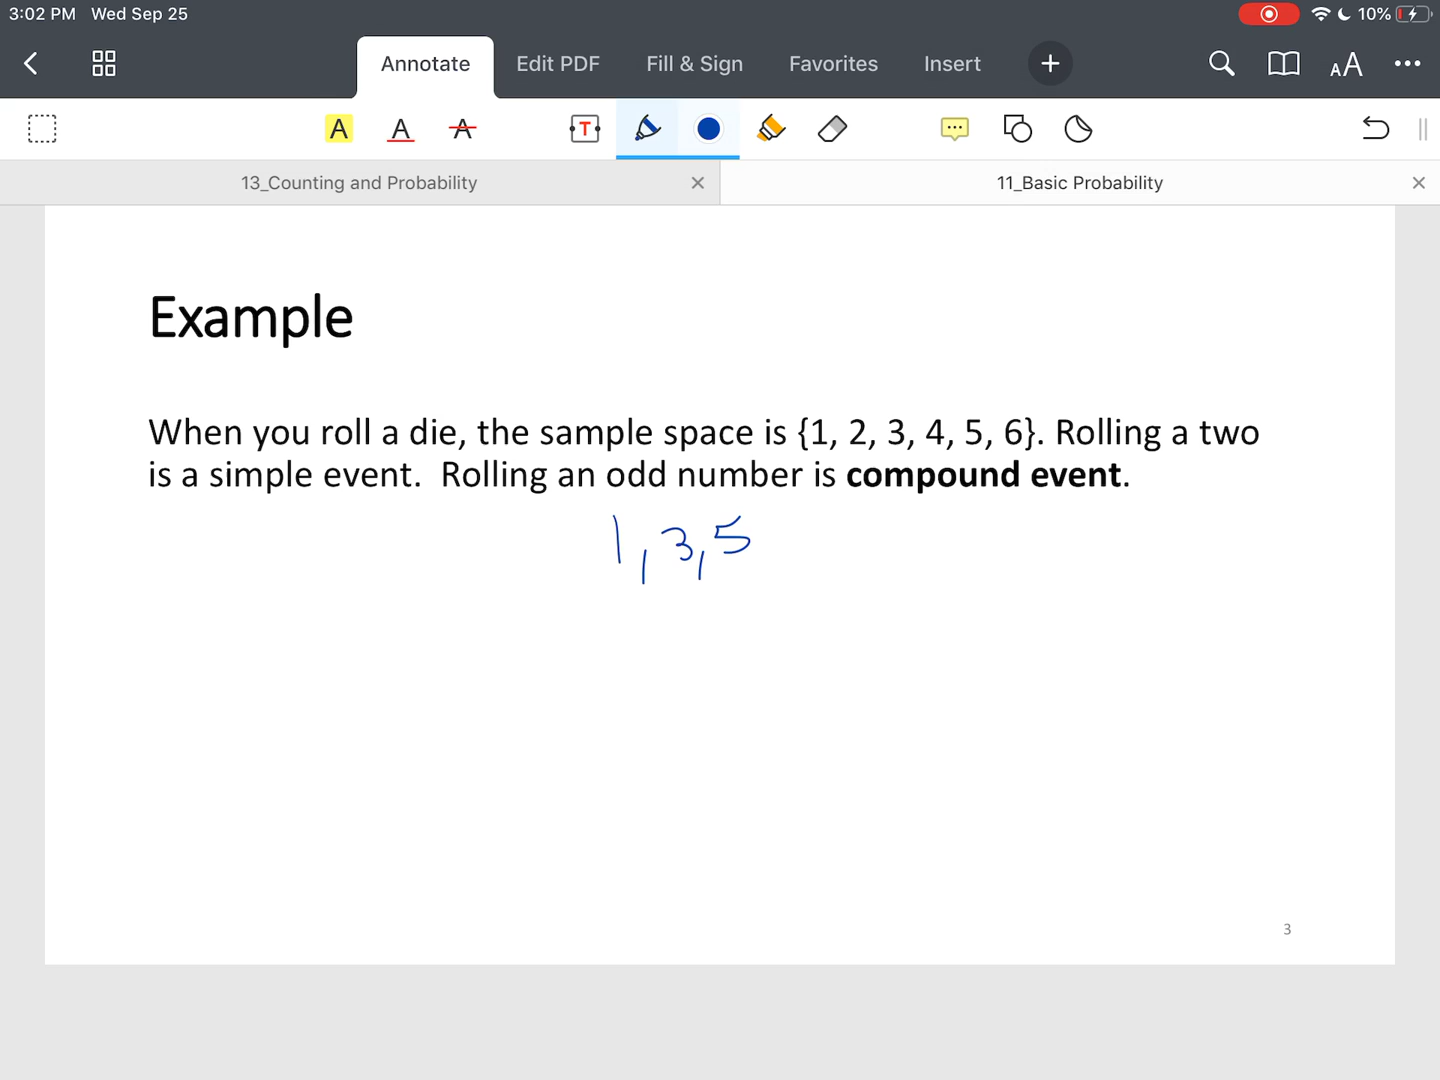 3:02 PM Wed Sep 25 10%
Annotate Edit PDF Fill & Sign Favorites Insert + AA
A A A T
13_Counting and Probability 11_Basic Probability
Example
When you roll a die, the sample space is {1, 2, 3, 4, 5, 6}. Rolling a two
is a simple event. Rolling an odd number is compound event.
1, 3, 5
3